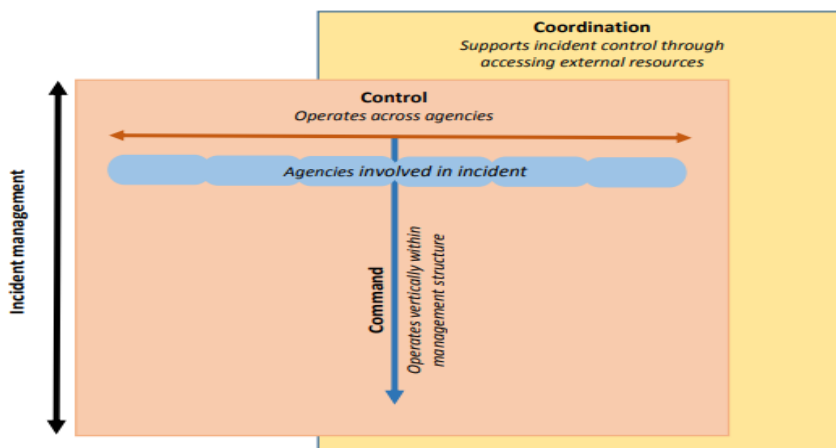 Coordination
Supports incident control through
accessing external resources
Control
Operates across agencies
Agencies involved in incident
Incident management
Command
Operates vertically within
management structure